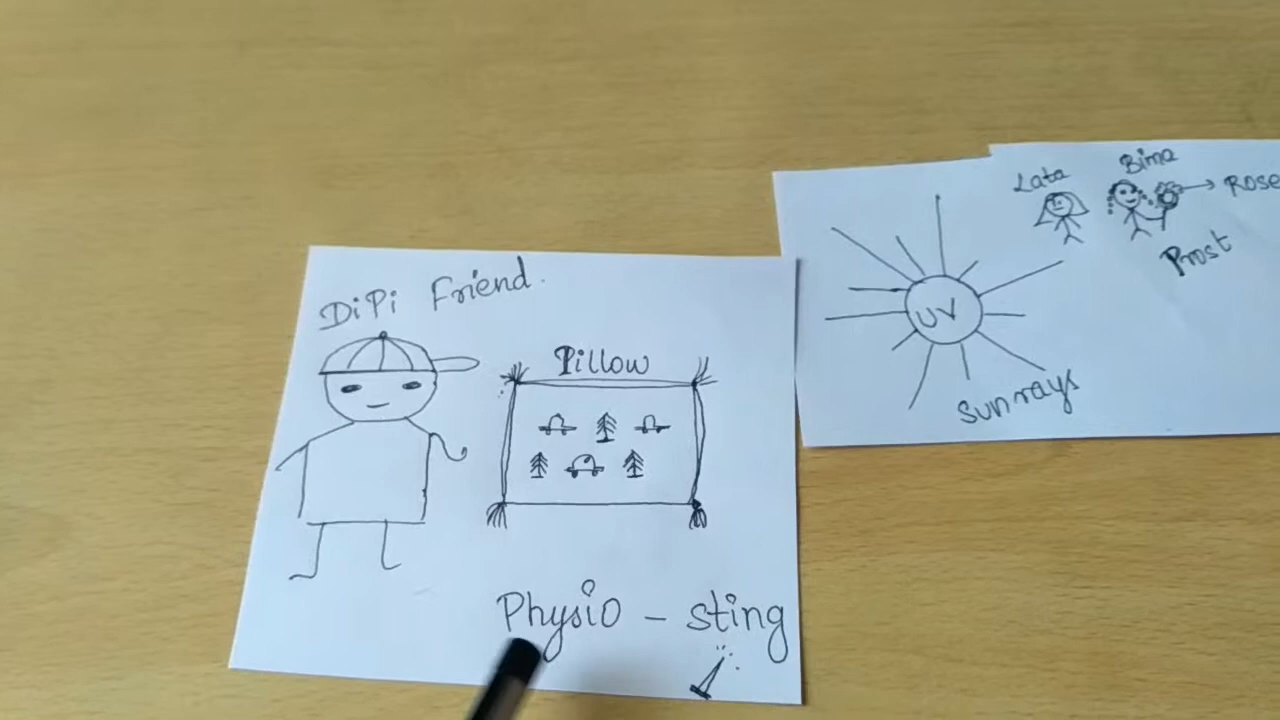 DiPi Friend.
Pillow
Physio - sting
Lata
Bima
Rose
Prost
UV
Sunrays